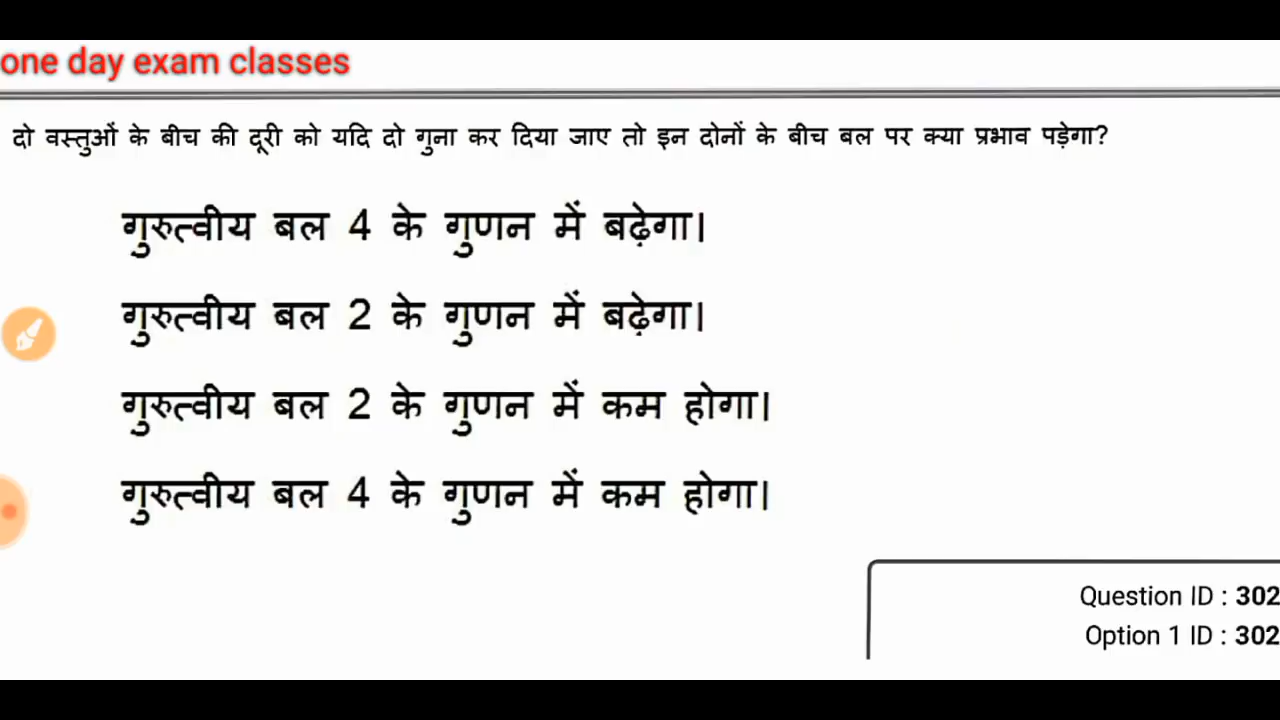 one day exam classes
दो वस्तुओं के बीच की दूरी को यदि दो गुना कर दिया जाए तो इन दोनों के बीच बल पर क्या प्रभाव पड़ेगा?
गुरुत्वीय बल 4 के गुणन में बढ़ेगा।
गुरुत्वीय बल 2 के गुणन में बढ़ेगा।
गुरुत्वीय बल 2 के गुणन में कम होगा।
गुरुत्वीय बल 4 के गुणन में कम होगा।
Question ID : 302
Option 1 ID : 302